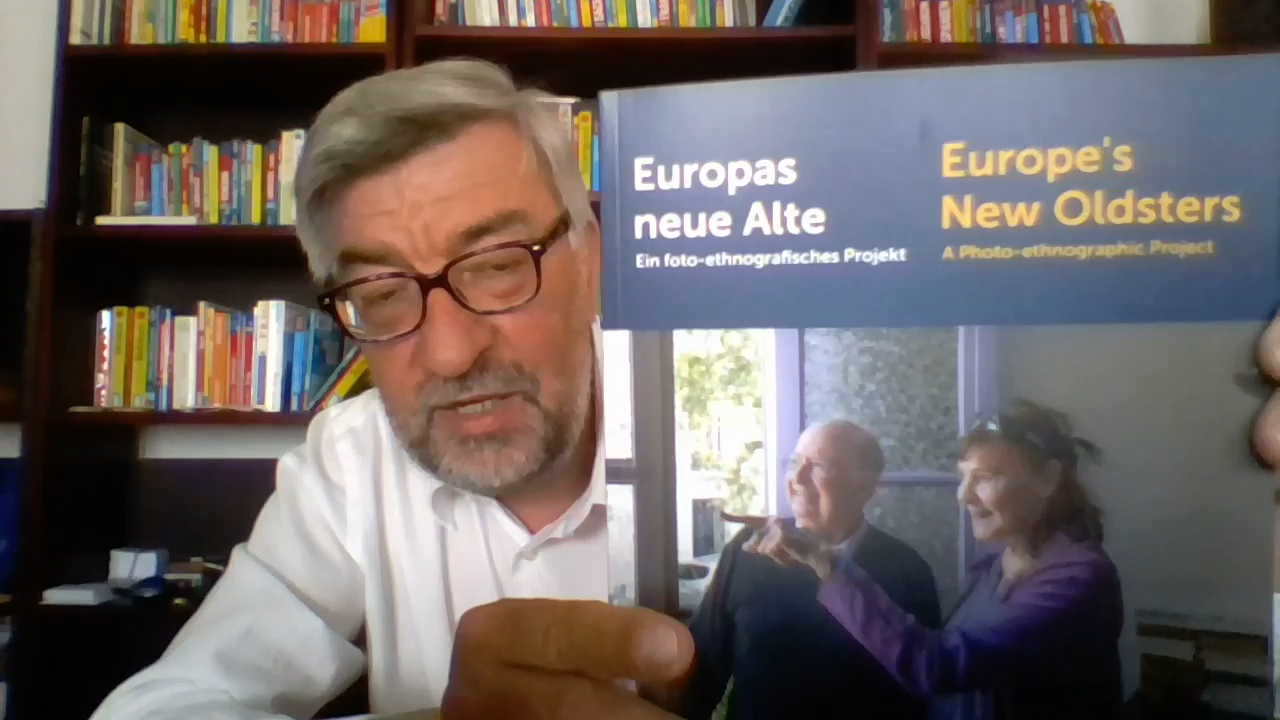 Europas
neue Alte
Ein foto-ethnografisches Projekt
Europe's
New Oldsters
A Photo-ethnographic Project